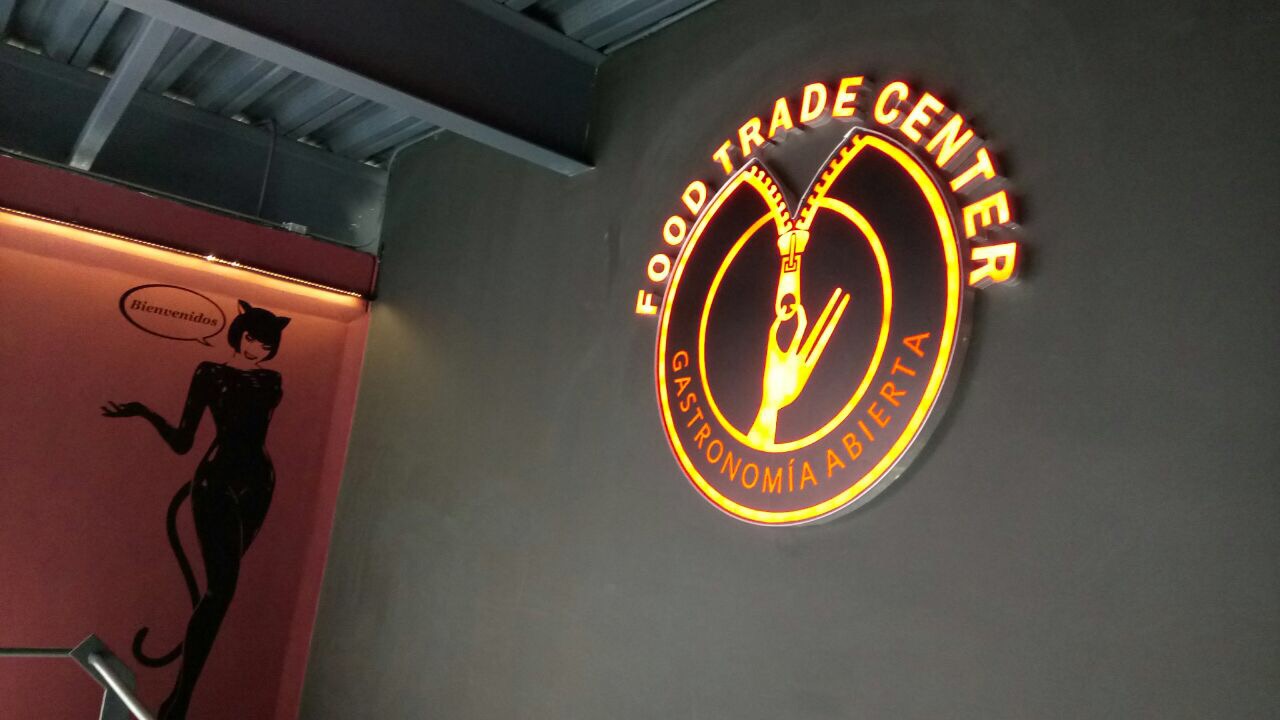 FOOD TRADE CENTER
GASTRONOMÍA ABIERTA
Bienvenidos